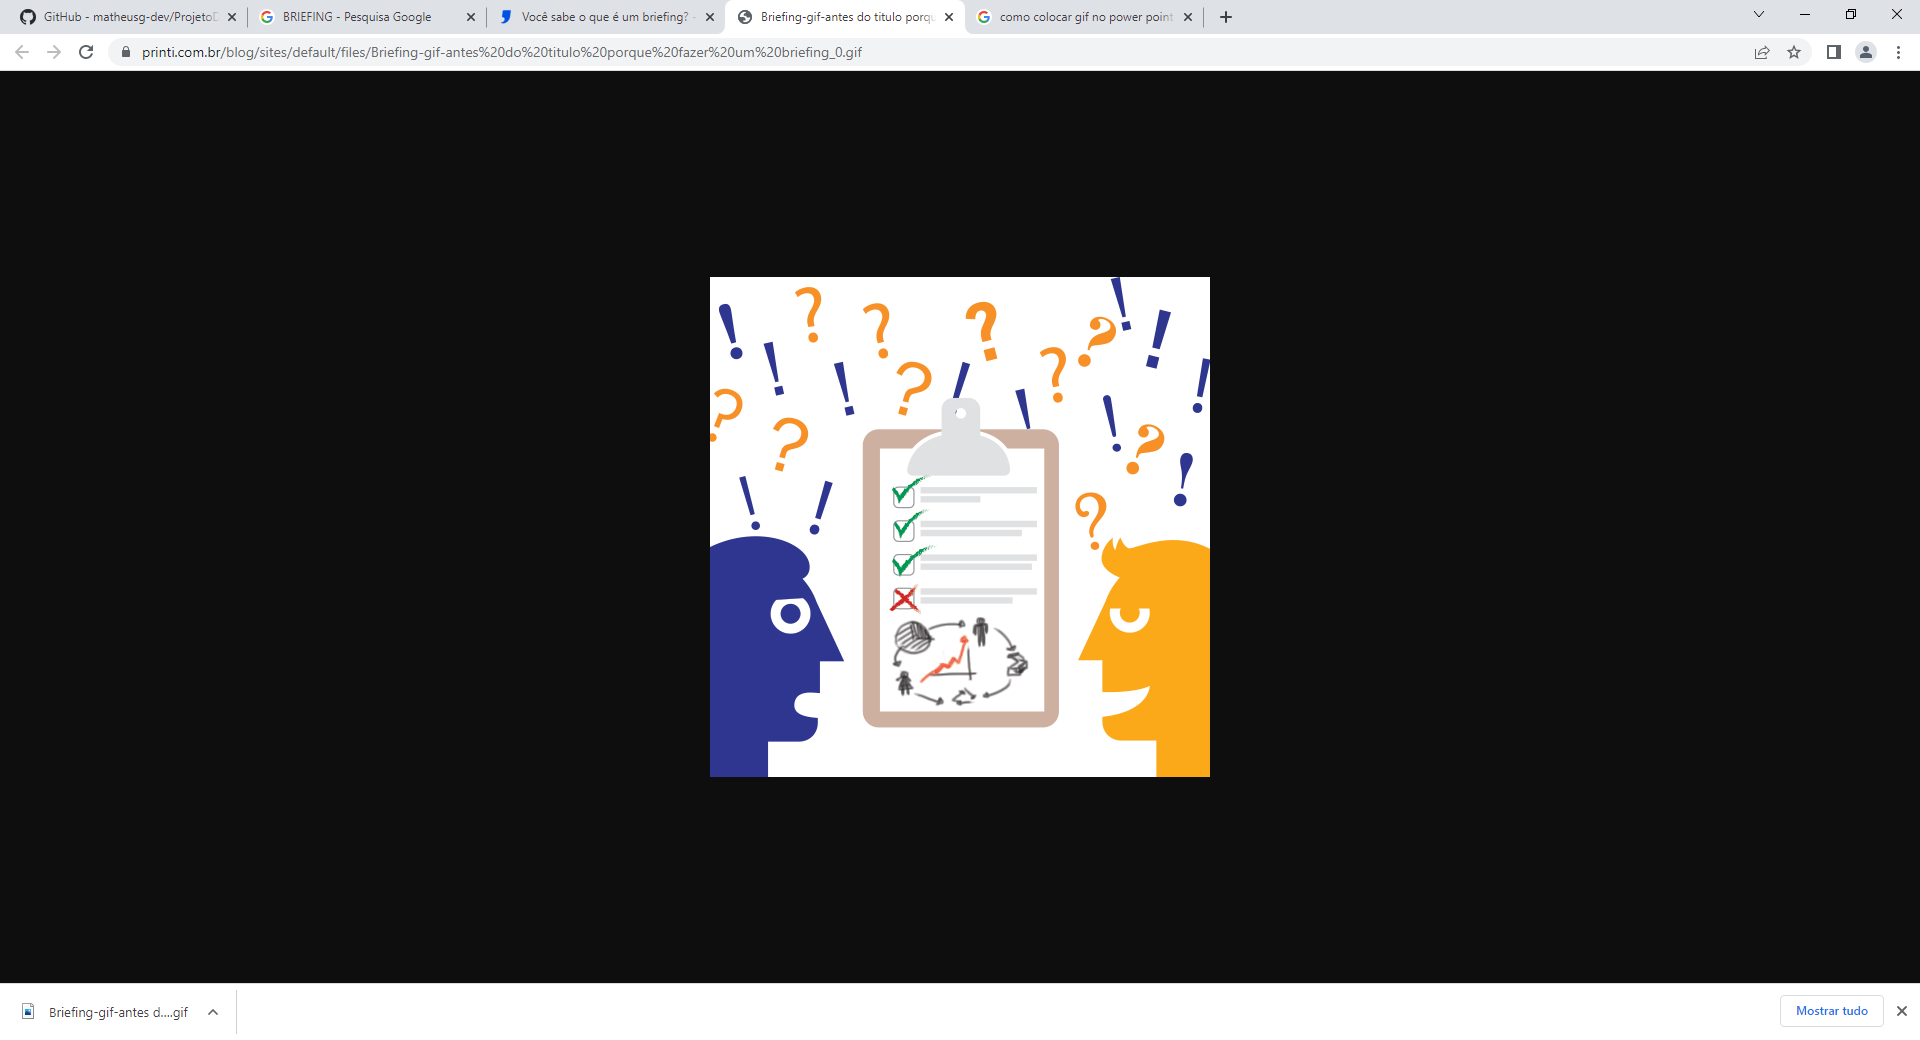 GitHub - matheusg-dev/ProjetoD
BRIEFING - Pesquisa Google
Você sabe o que é um briefing? -
Briefing-gif-antes do titulo porqu
como colocar gif no power point
printi.com.br/blog/sites/default/files/Briefing-gif-antes%20do%20titulo%20porque%20fazer%20um%20briefing_0.gif
! ? ? ? ! ? !
! ! ? ! ? !
? ? ! ! ? !
! ! ?
Briefing-gif-antes d....gif
Mostrar tudo